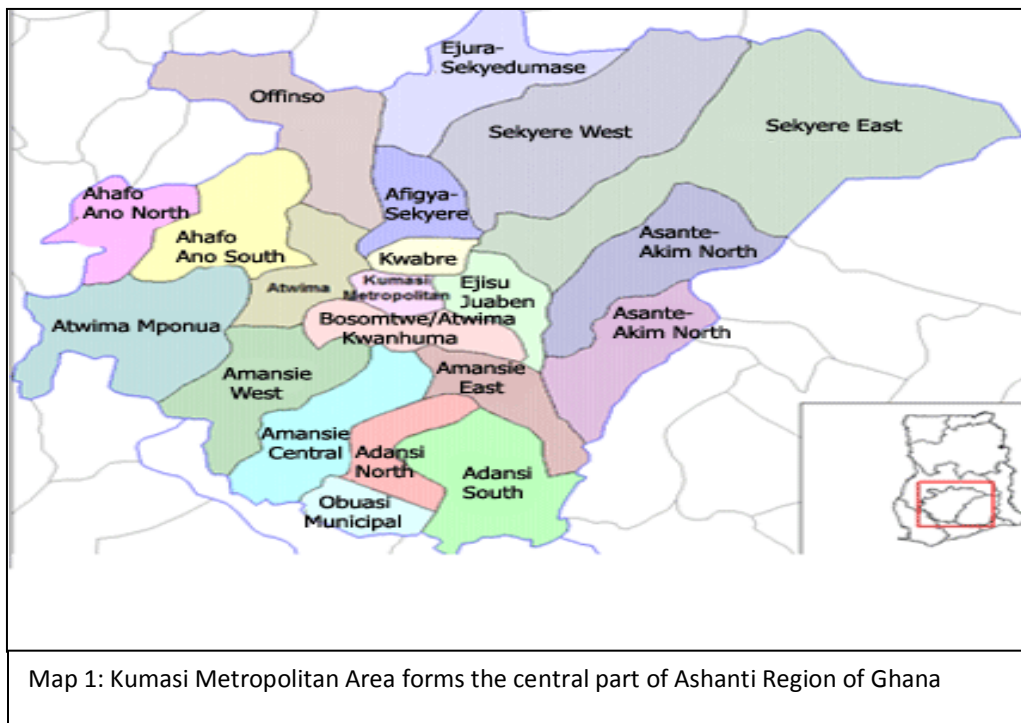 Ejura-
Sekyedumase
Offinso
Sekyere West
Sekyere East
Ahafo
Ano North
Afigya-
Sekyere
Ahafo
Ano South
Kwabre
Asante-
Akim North
Atwima
Kumasi
Metropolitan
Ejisu
Juaben
Atwima Mponua
Bosomtwe/Atwima
Kwanhuma
Asante-
Akim North
Amansie
West
Amansie
East
Amansie
Central
Adansi
North
Adansi
South
Obuasi
Municipal
Map 1: Kumasi Metropolitan Area forms the central part of Ashanti Region of Ghana